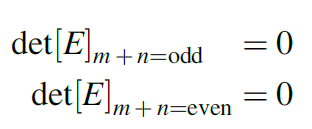 det[E]ₘ₊ₙ₌odd = 0
det[E]ₘ₊ₙ₌even = 0